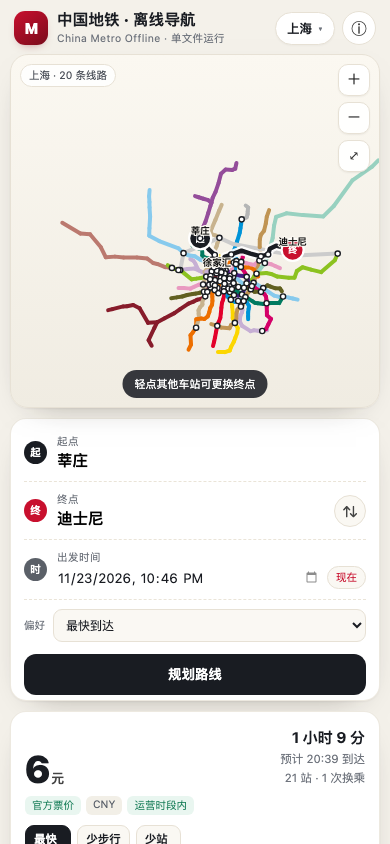 M
中国地铁 · 离线导航
China Metro Offline · 单文件运行
上海
上海 · 20 条线路
莘庄
起
迪士尼
终
徐家汇
轻点其他车站可更换终点
起
起点
莘庄
终
终点
迪士尼
时
出发时间
11/23/2026, 10:46 PM
现在
偏好
最快到达
规划路线
6元
1 小时 9 分
预计 20:39 到达
21 站 · 1 次换乘
官方票价
CNY
运营时段内
最快
少步行
少站